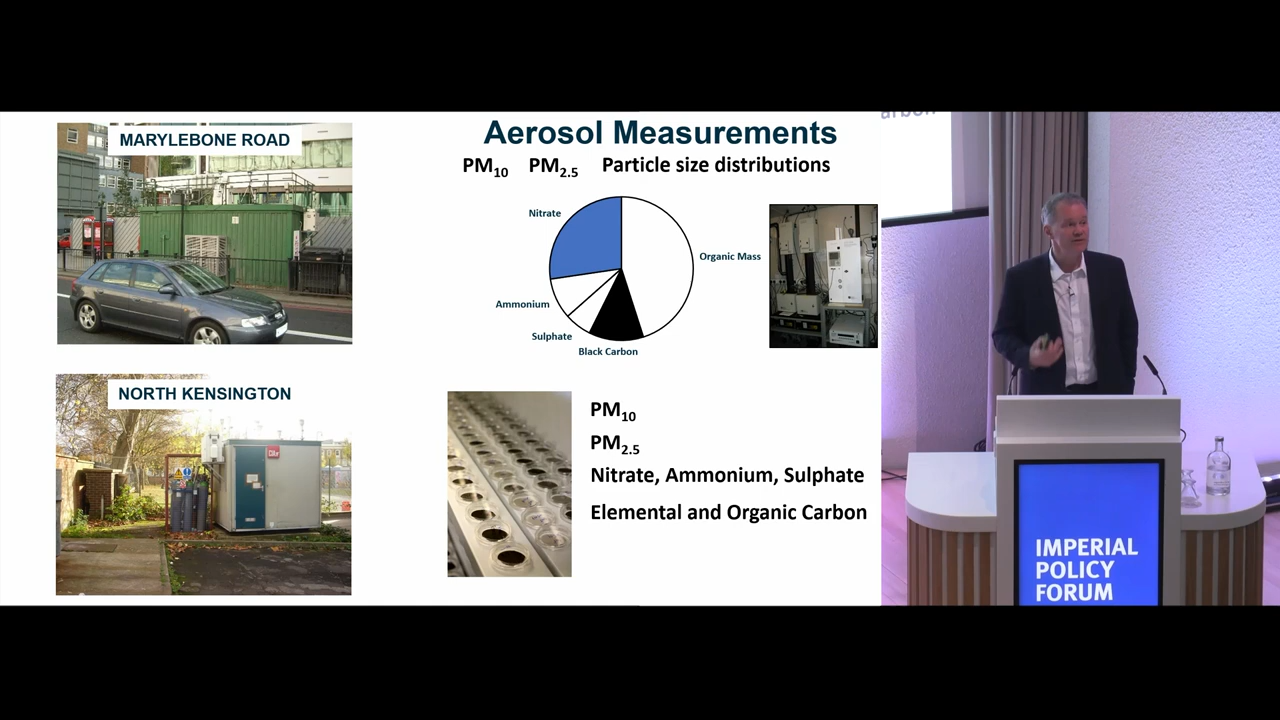 MARYLEBONE ROAD
NORTH KENSINGTON
Aerosol Measurements
PM10 PM2.5 Particle size distributions
Nitrate
Organic Mass
Ammonium
Sulphate
Black Carbon
PM10
PM2.5
Nitrate, Ammonium, Sulphate
Elemental and Organic Carbon
arbon
IMPERIAL
POLICY
FORUM